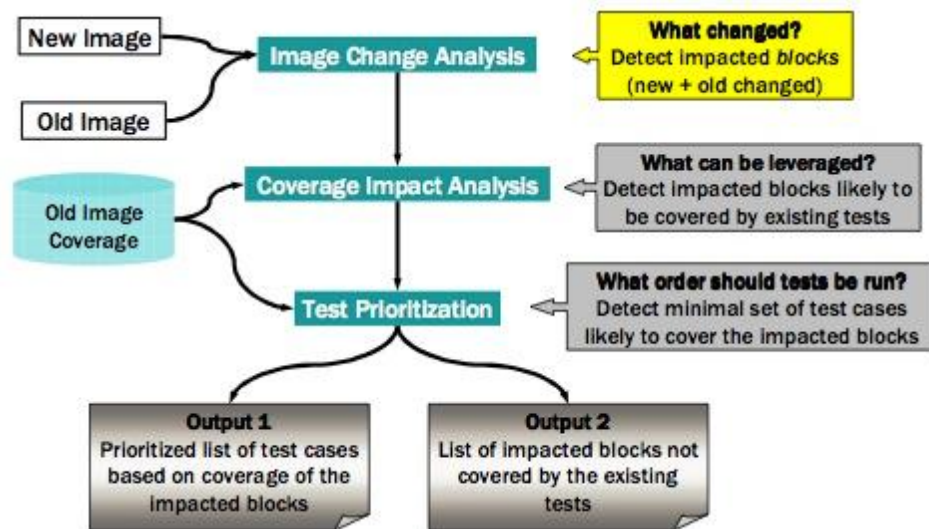 New Image
Old Image
Image Change Analysis
What changed?
Detect impacted blocks
(new + old changed)
Old Image
Coverage
Coverage Impact Analysis
What can be leveraged?
Detect impacted blocks likely to
be covered by existing tests
Test Prioritization
What order should tests be run?
Detect minimal set of test cases
likely to cover the impacted blocks
Output 1
Prioritized list of test cases
based on coverage of the
impacted blocks
Output 2
List of impacted blocks not
covered by the existing
tests